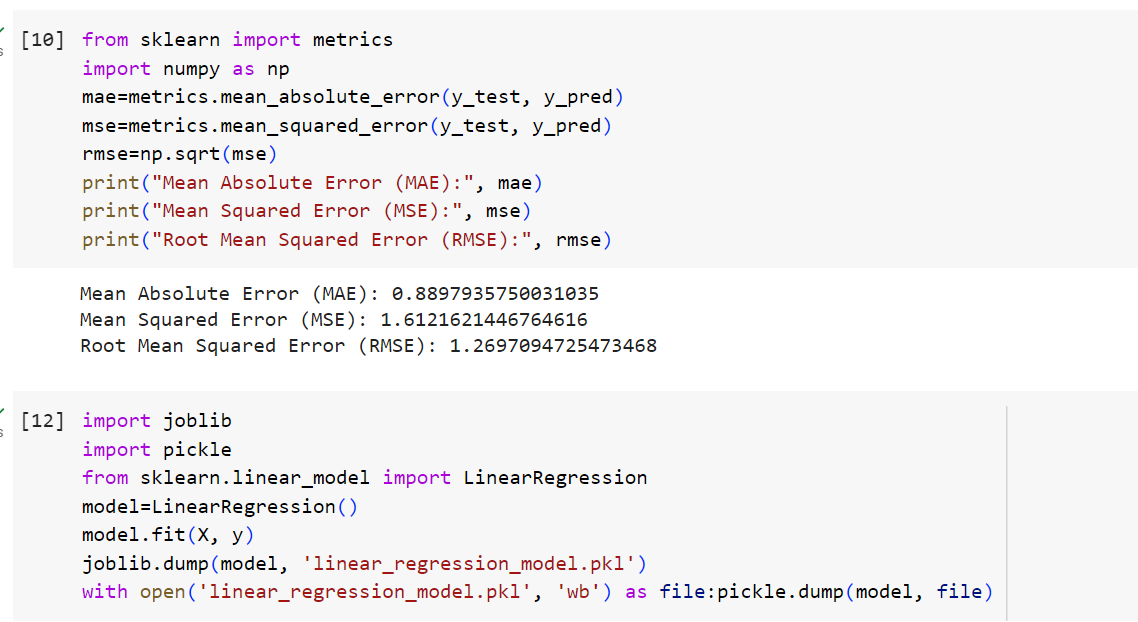 [10] from sklearn import metrics
import numpy as np
mae=metrics.mean_absolute_error(y_test, y_pred)
mse=metrics.mean_squared_error(y_test, y_pred)
rmse=np.sqrt(mse)
print("Mean Absolute Error (MAE):", mae)
print("Mean Squared Error (MSE):", mse)
print("Root Mean Squared Error (RMSE):", rmse)
Mean Absolute Error (MAE): 0.8897935750031035
Mean Squared Error (MSE): 1.6121621446764616
Root Mean Squared Error (RMSE): 1.2697094725473468
[12] import joblib
import pickle
from sklearn.linear_model import LinearRegression
model=LinearRegression()
model.fit(X, y)
joblib.dump(model, 'linear_regression_model.pkl')
with open('linear_regression_model.pkl', 'wb') as file:pickle.dump(model, file)